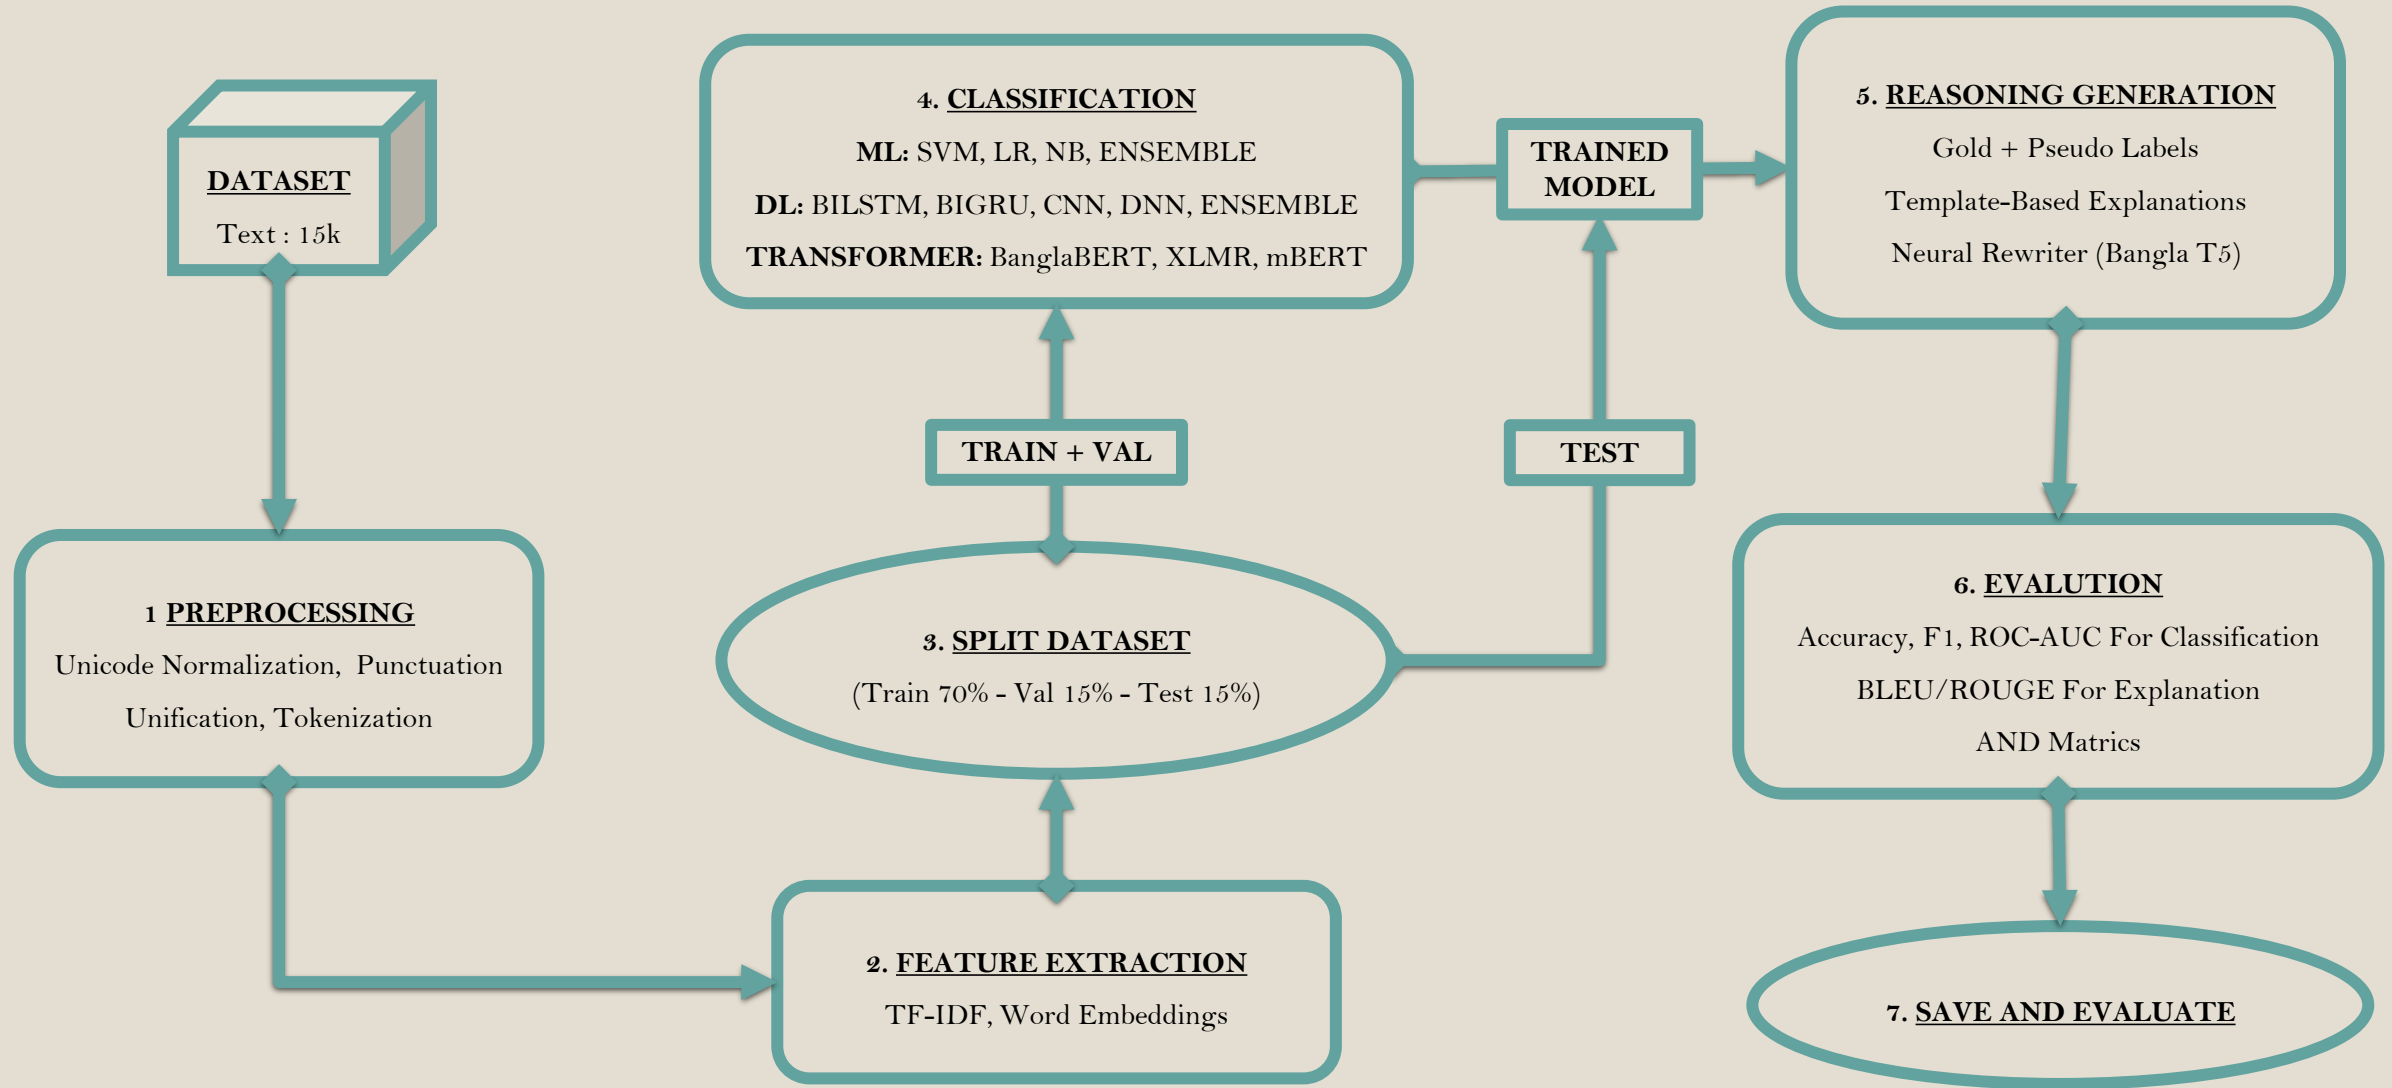 DATASET
Text : 15k
1 PREPROCESSING
Unicode Normalization, Punctuation
Unification, Tokenization
2. FEATURE EXTRACTION
TF-IDF, Word Embeddings
3. SPLIT DATASET
(Train 70% - Val 15% - Test 15%)
TRAIN + VAL
TEST
4. CLASSIFICATION
ML: SVM, LR, NB, ENSEMBLE
DL: BILSTM, BIGRU, CNN, DNN, ENSEMBLE
TRANSFORMER: BanglaBERT, XLMR, mBERT
TRAINED
MODEL
5. REASONING GENERATION
Gold + Pseudo Labels
Template-Based Explanations
Neural Rewriter (Bangla T5)
6. EVALUTION
Accuracy, F1, ROC-AUC For Classification
BLEU/ROUGE For Explanation
AND Matrics
7. SAVE AND EVALUATE